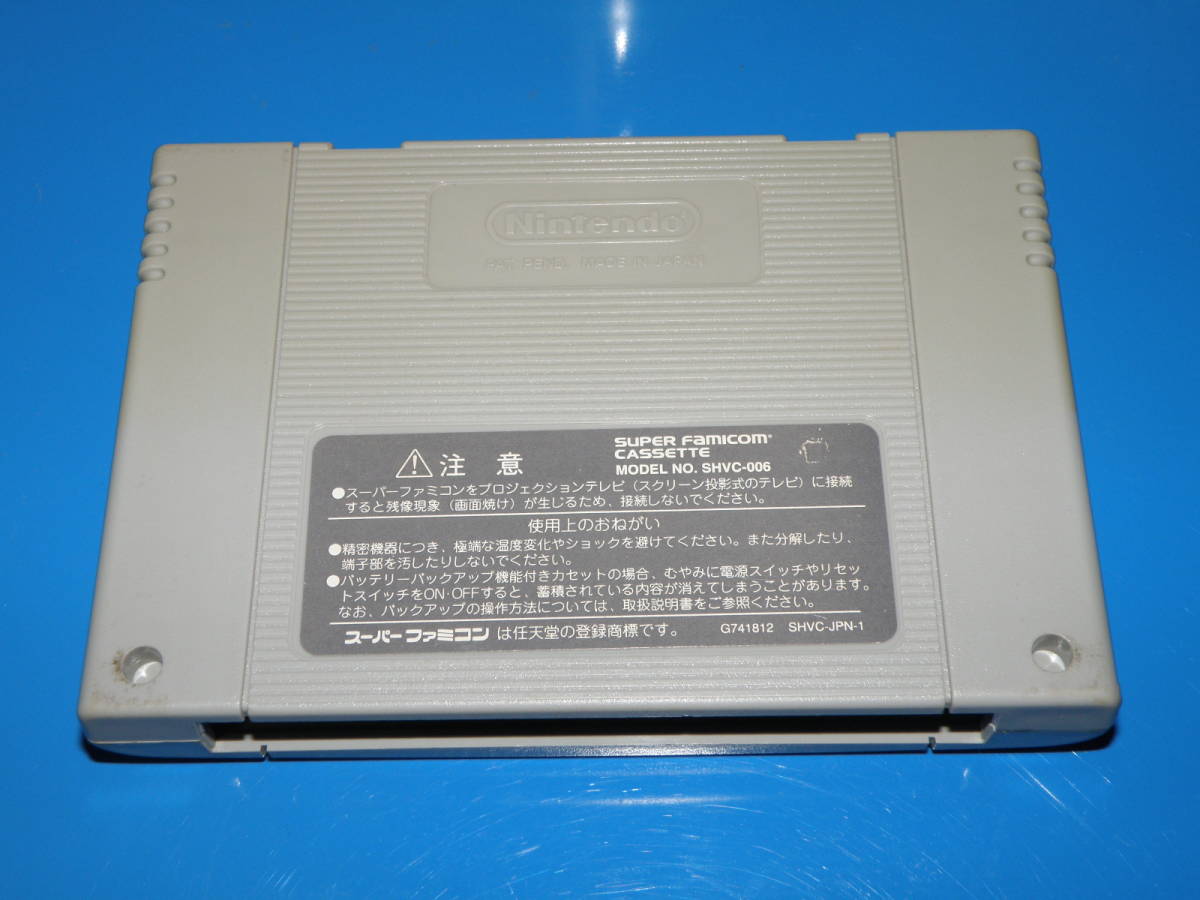 Nintendo®
PAT. PEND. MADE IN JAPAN
注意
SUPER FAMICOM®
CASSETTE
MODEL NO. SHVC-006
●スーパーファミコンをプロジェクションテレビ（スクリーン投影式のテレビ）に接続
すると残像現象（画面焼け）が生じるため、接続しないでください。
使用上のおねがい
●精密機器につき、極端な温度変化やショックを避けてください。また分解したり、
端子部を汚したりしないでください。
●バッテリーバックアップ機能付きカセットの場合、むやみに電源スイッチやリセッ
トスイッチをON・OFFすると、蓄積されている内容が消えてしまうことがあります。
なお、バックアップの操作方法については、取扱説明書をご参照ください。
スーパーファミコン は任天堂の登録商標です。 G741812 SHVC-JPN-1